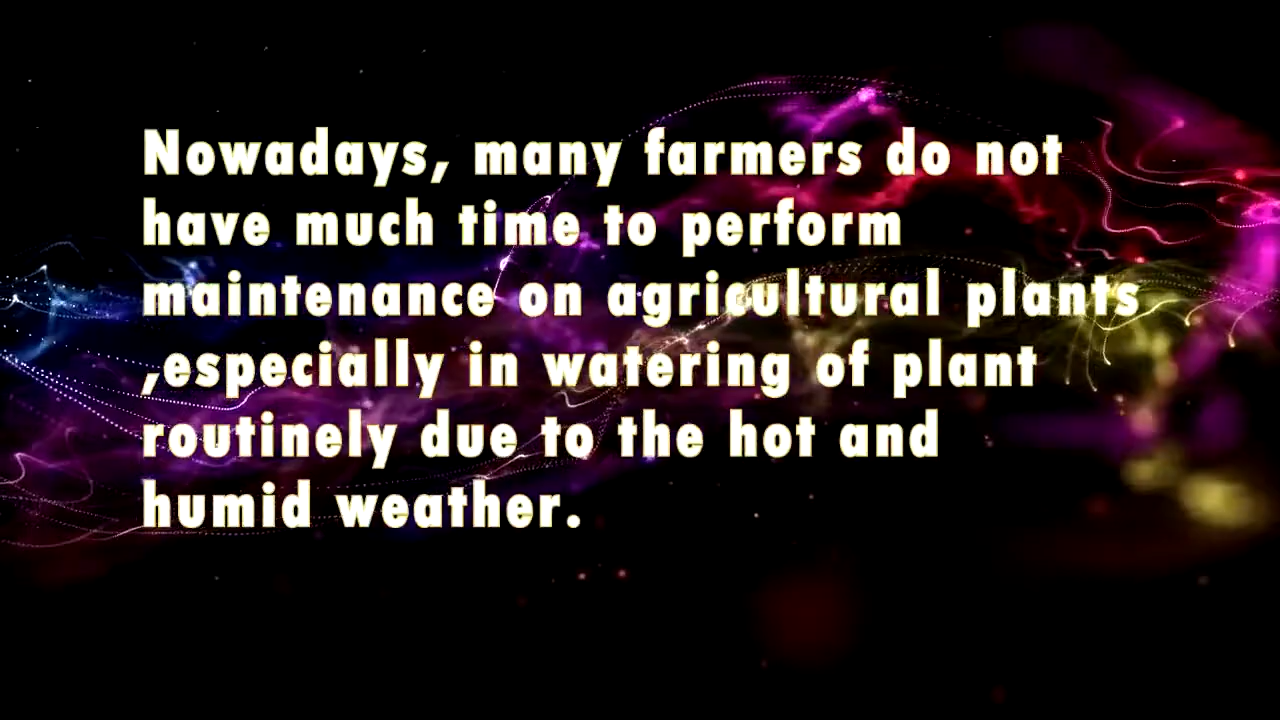 Nowadays, many farmers do not
have much time to perform
maintenance on agricultural plants
,especially in watering of plant
routinely due to the hot and
humid weather.